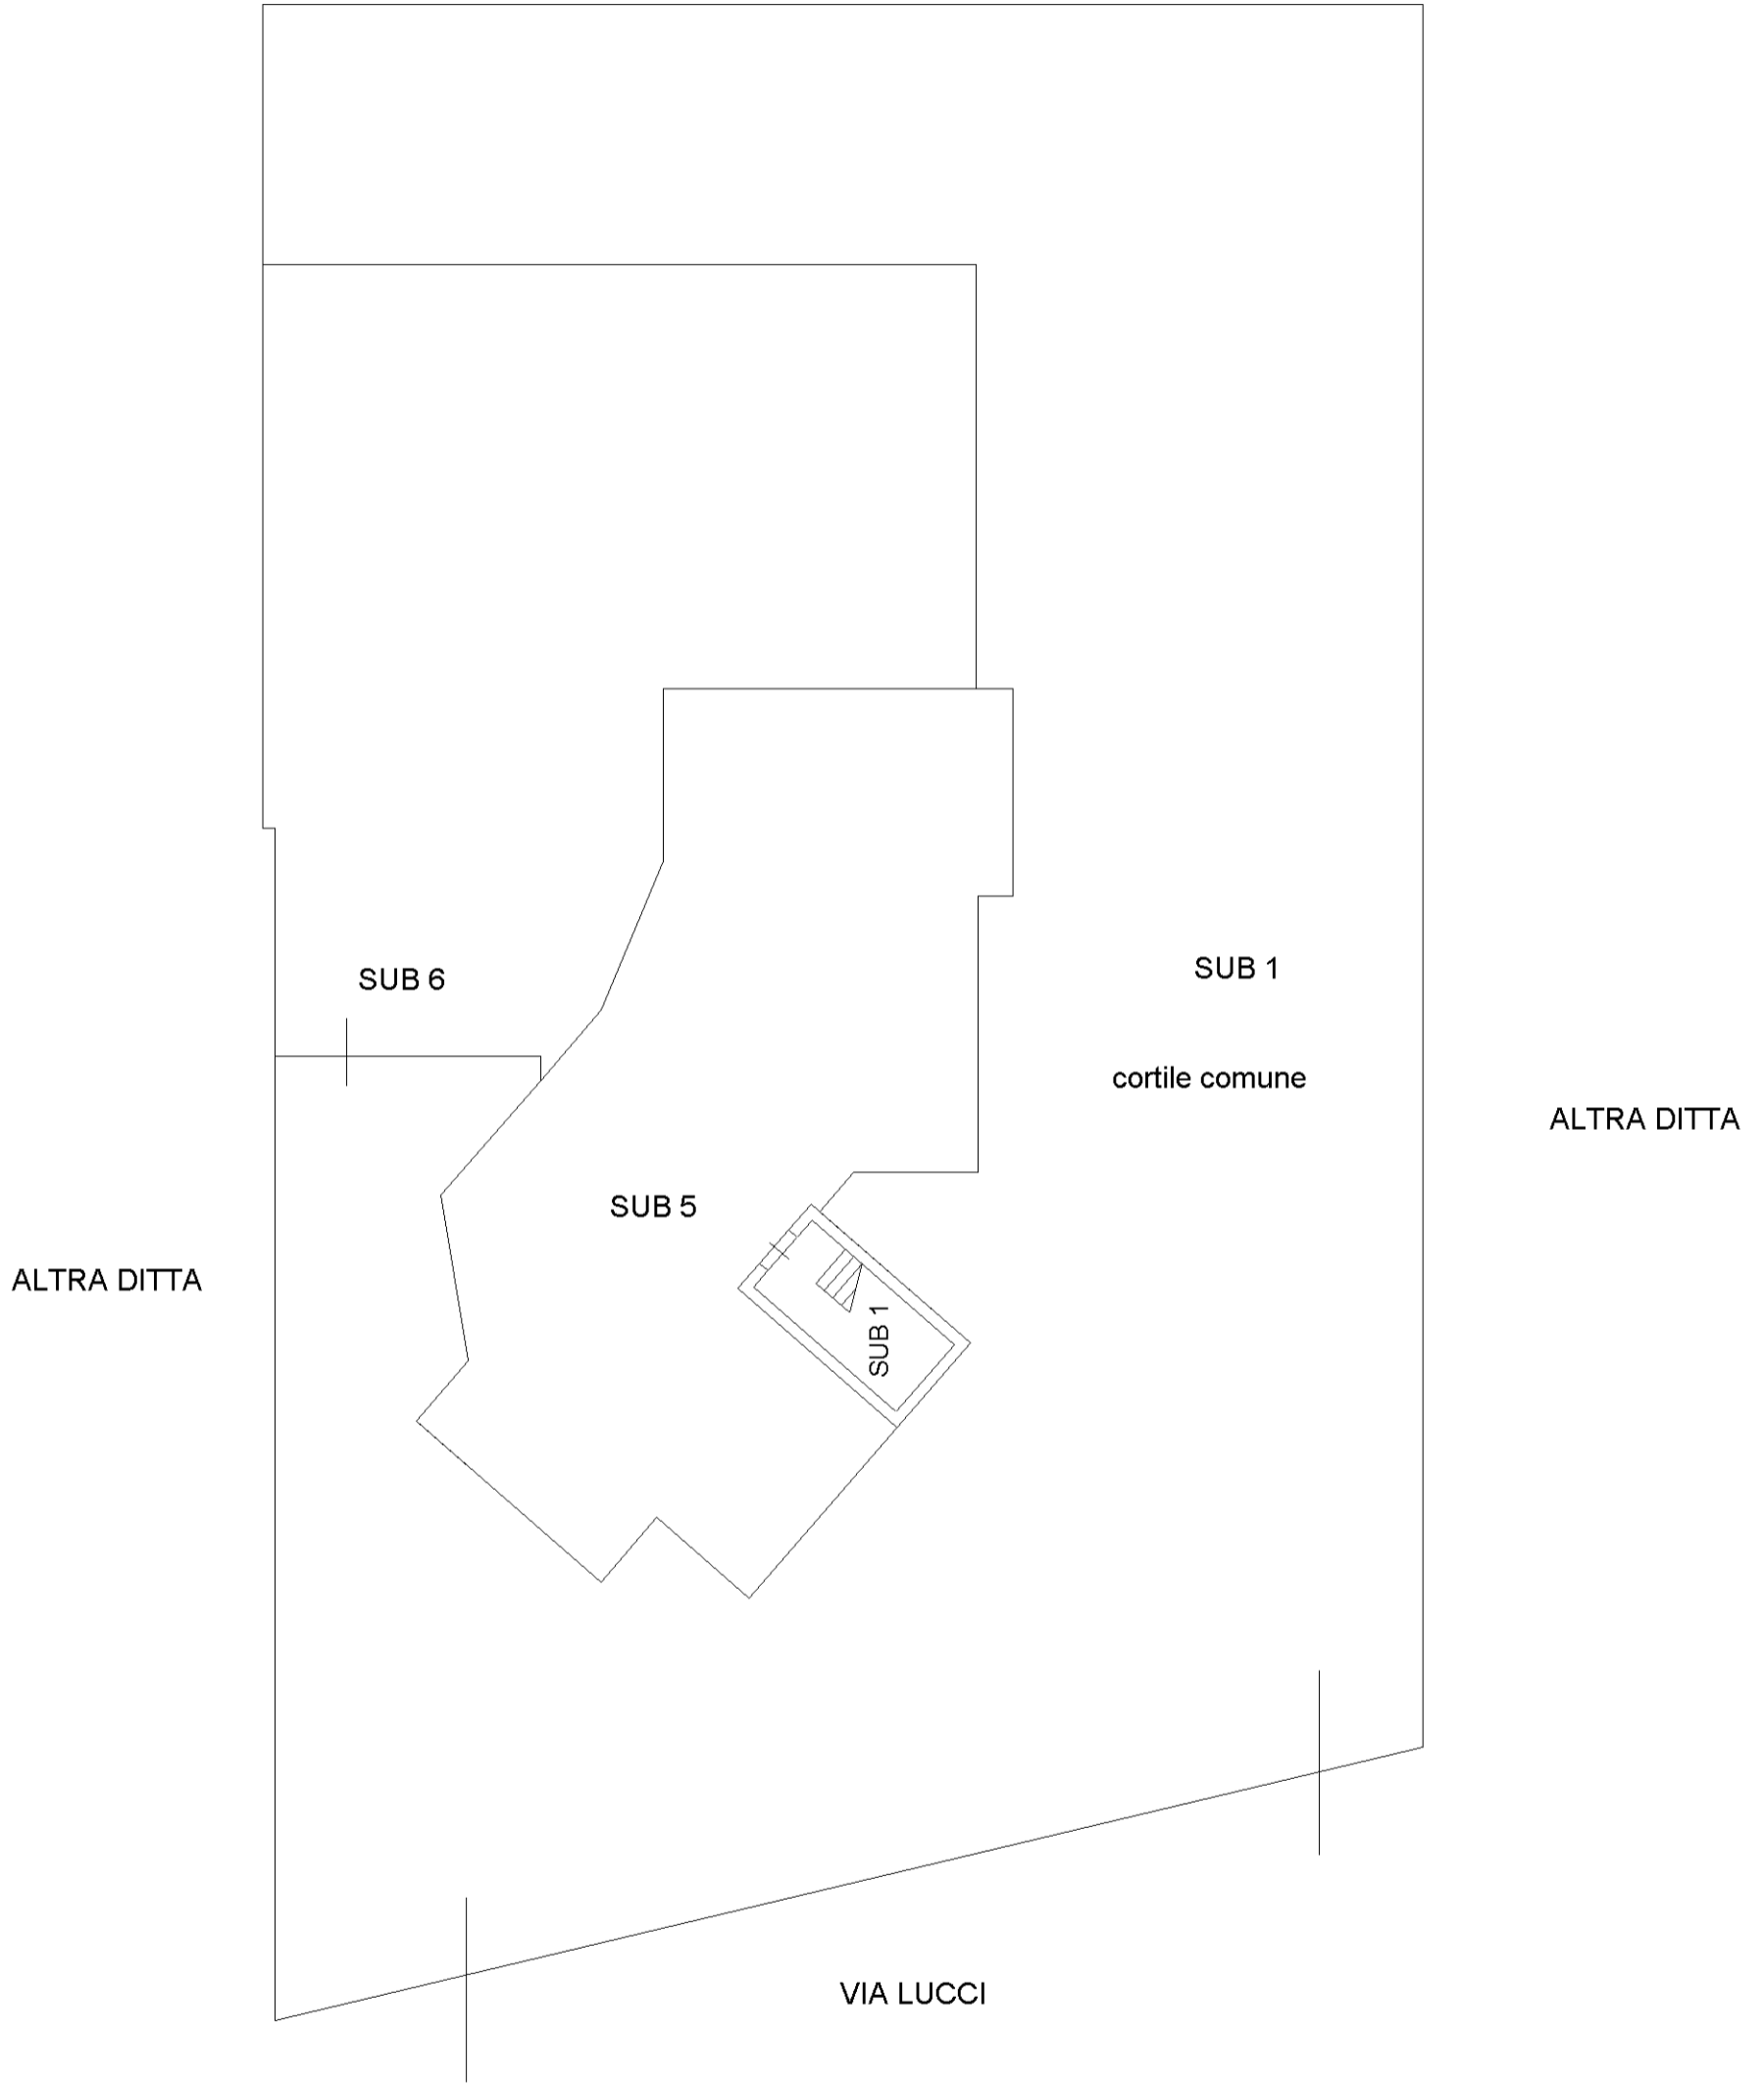 SUB 1
SUB 6
cortile comune
ALTRA DITTA
SUB 5
ALTRA DITTA
SUB 1
VIA LUCCI